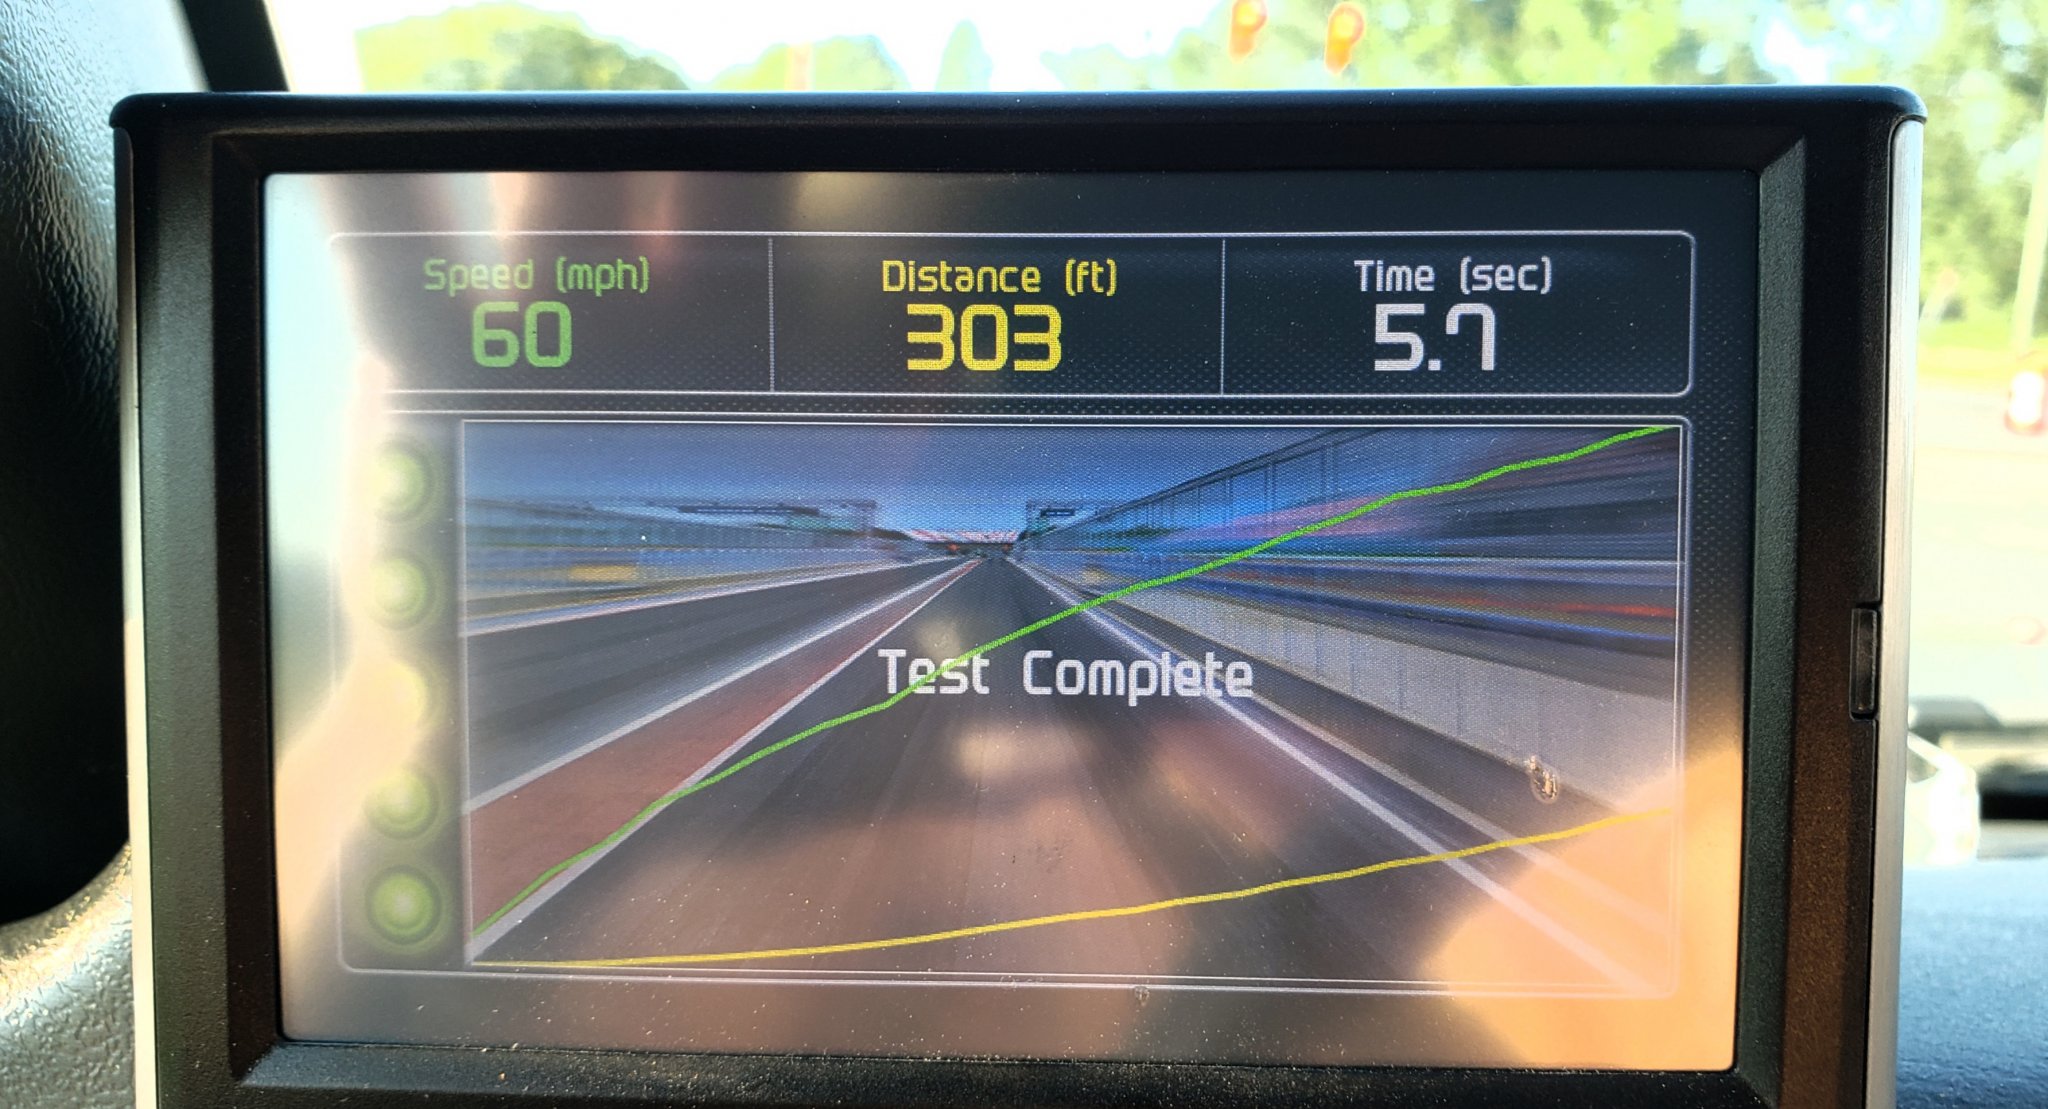 Speed (mph) Distance (ft) Time (sec)
60 303 5.7
Test Complete